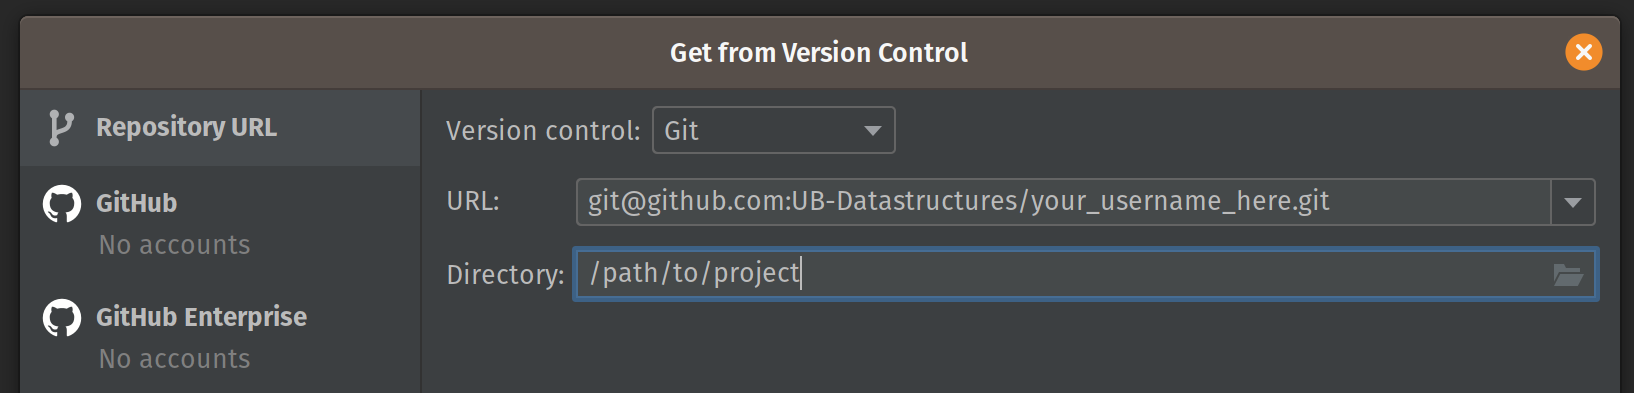 Get from Version Control
Repository URL
GitHub
No accounts
GitHub Enterprise
No accounts
Version control: Git
URL: git@github.com:UB-Datastructures/your_username_here.git
Directory: /path/to/project